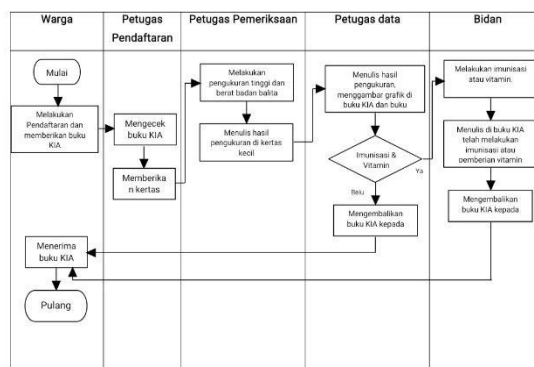 Warga
Petugas
Pendaftaran
Petugas Pemeriksaan
Petugas data
Bidan
Mulai
Melakukan
Pendaftaran dan
memberikan buku
KIA
Mengecek
buku KIA
Memberika
n kertas
Melakukan
pengukuran tinggi dan
berat badan balita
Menulis hasil
pengukuran di kertas
kecil
Menulis hasil
pengukuran,
menggambar grafik di
buku KIA dan buku
Imunisasi &
Vitamin
Ya
Belu
Mengembalikan
buku KIA kepada
Melakukan imunisasi
atau vitamin.
Menulis di buku KIA
telah melakukan
imunisasi atau
pemberian vitamin
Mengembalikan
buku KIA kepada
Menerima
buku KIA
Pulang